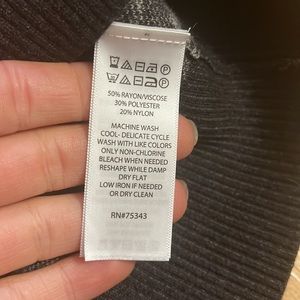 50% RAYON/VISCOSE
30% POLYESTER
20% NYLON
MACHINE WASH
COOL- DELICATE CYCLE
WASH WITH LIKE COLORS
ONLY NON-CHLORINE
BLEACH WHEN NEEDED
RESHAPE WHILE DAMP
DRY FLAT
LOW IRON IF NEEDED
OR DRY CLEAN
RN#75343